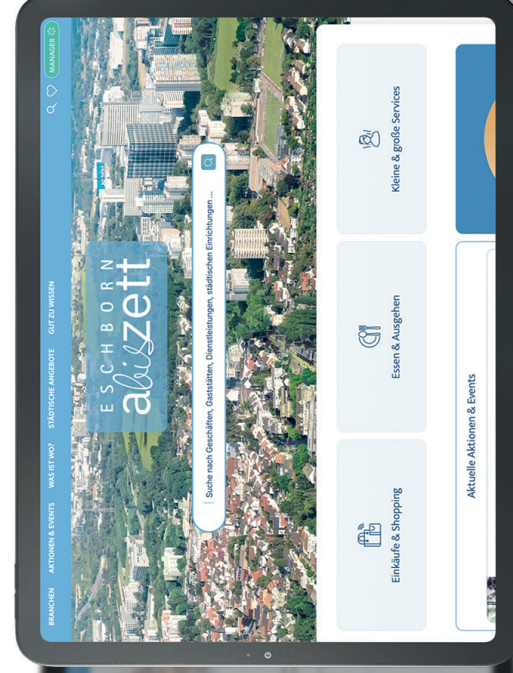 BRANCHEN AKTIONEN & EVENTS WAS IST WO? STÄDTISCHE ANGEBOTE GUT ZU WISSEN MANAGER
ESCHBORN
abiszett
Suche nach Geschäften, Gaststätten, Dienstleistungen, städtischen Einrichtungen ...
Einkäufe & Shopping
Essen & Ausgehen
Kleine & große Services
Aktuelle Aktionen & Events